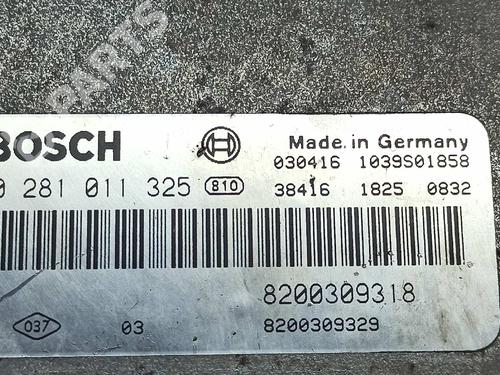 PARTS
BOSCH Made in Germany
030416 1039S01858
0 281 011 325 810 38416 1825 0832
8200309318
037 03 8200309329